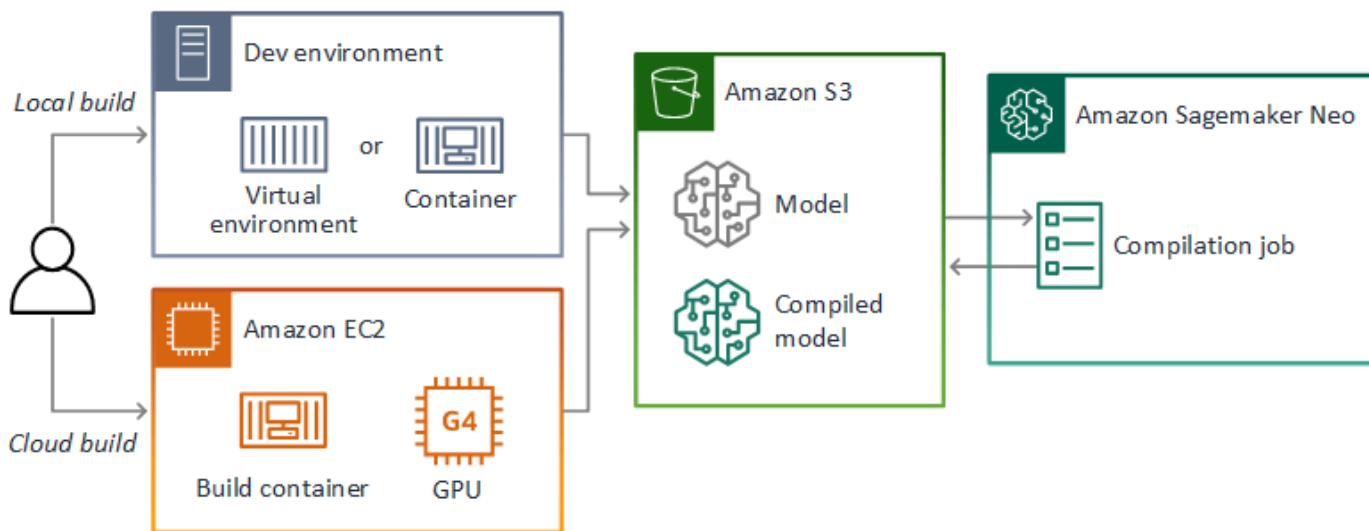 Local build
Dev environment
or
Virtual
environment
Container
Cloud build
Amazon EC2
G4
Build container
GPU
Amazon S3
Model
Compiled
model
Amazon Sagemaker Neo
Compilation job